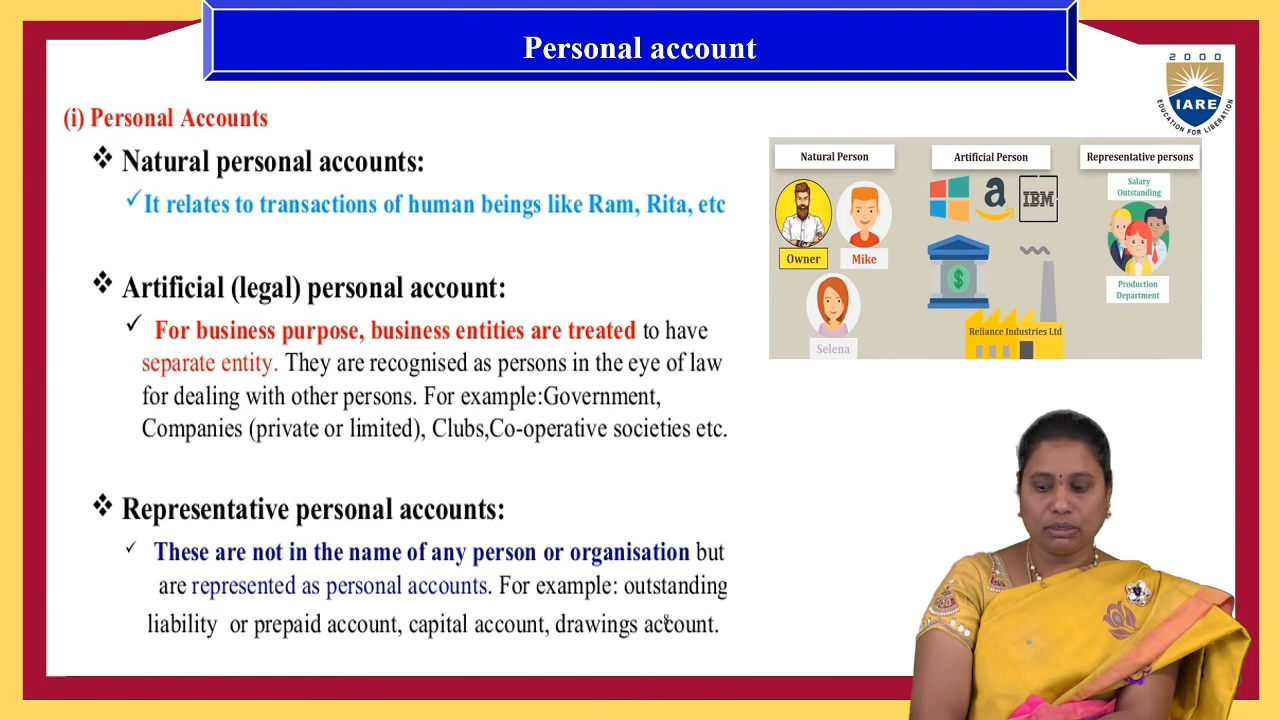 Personal account
2 0 0 0
IARE
EDUCATION FOR LIBERATION
(i) Personal Accounts
❖ Natural personal accounts:
✓It relates to transactions of human beings like Ram, Rita, etc
❖ Artificial (legal) personal account:
✓ For business purpose, business entities are treated to have
separate entity. They are recognised as persons in the eye of law
for dealing with other persons. For example:Government,
Companies (private or limited), Clubs,Co-operative societies etc.
❖ Representative personal accounts:
✓ These are not in the name of any person or organisation but
are represented as personal accounts. For example: outstanding
liability or prepaid account, capital account, drawings account.
Natural Person
Owner
Mike
Selena
Artificial Person
a
IBM
$
Reliance Industries Ltd
Representative persons
Salary
Outstanding
Production
Department